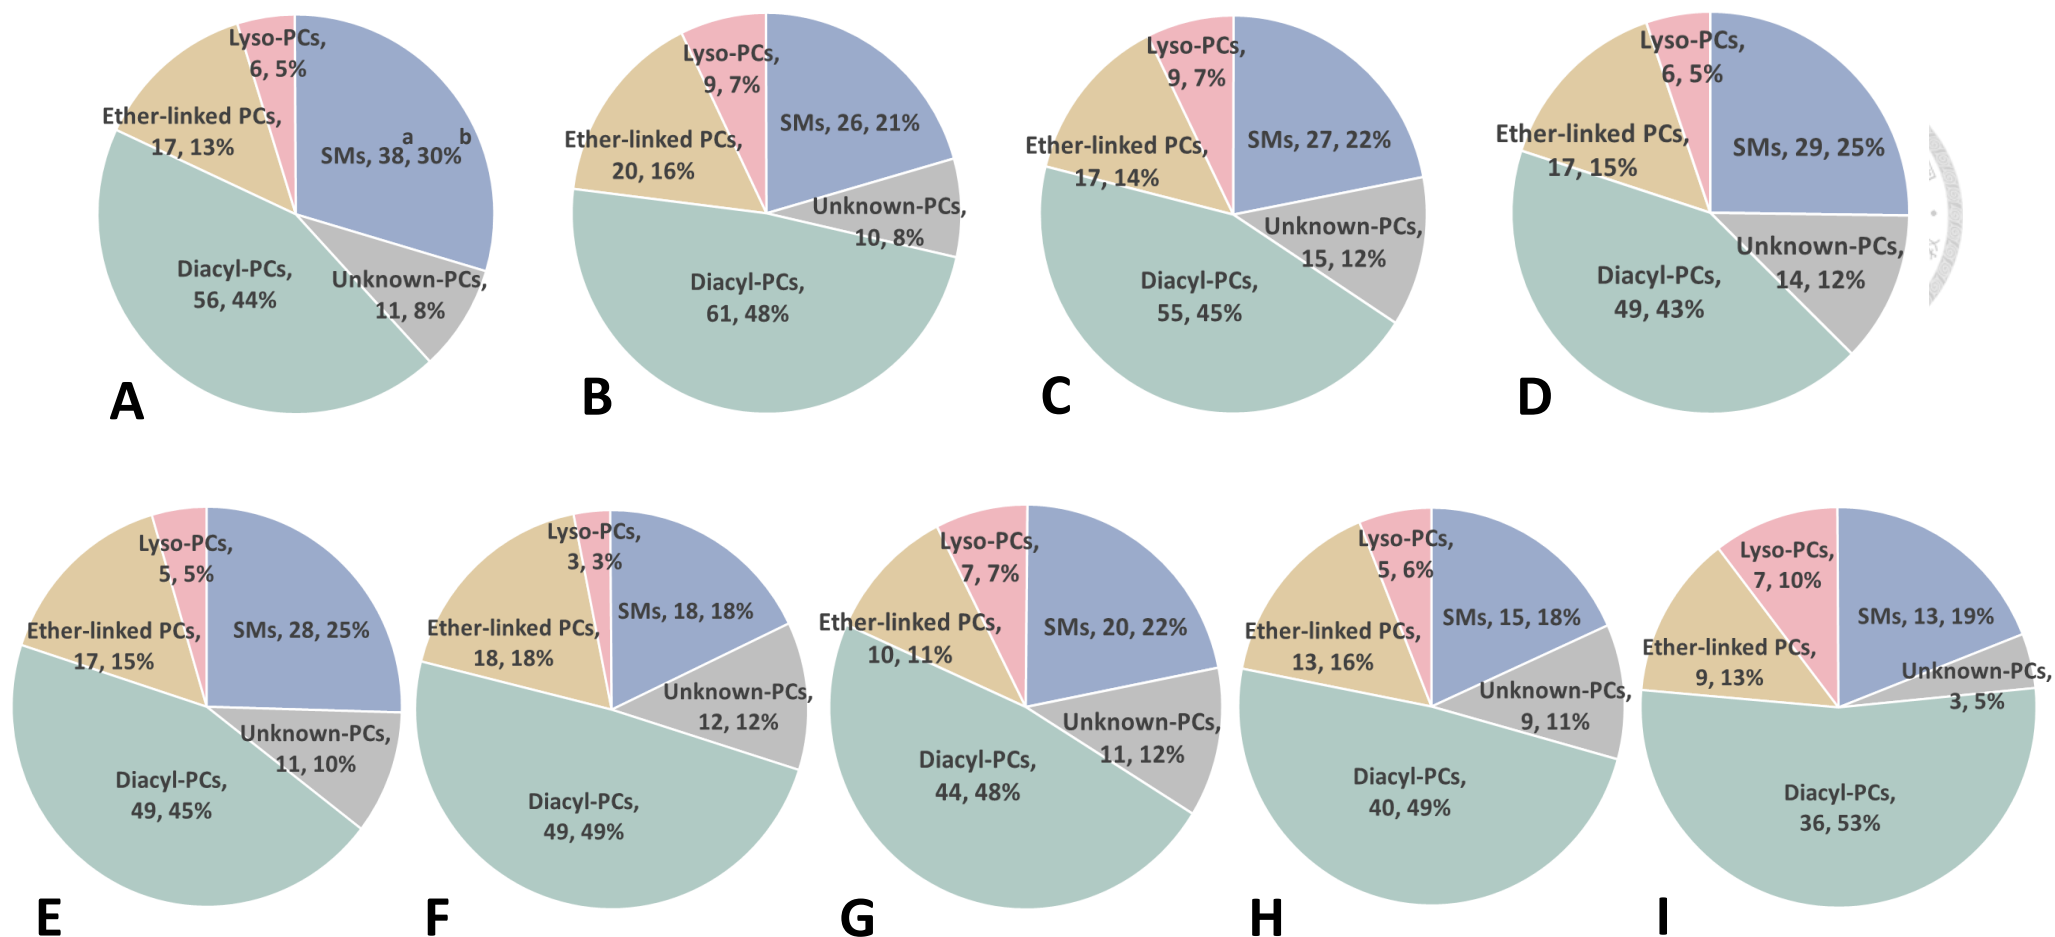 Lyso-PCs,
6, 5%
Ether-linked PCs,
17, 13%
SMs, 38, 30%
a
b
Diacyl-PCs,
56, 44%
Unknown-PCs,
11, 8%
A
Lyso-PCs,
9, 7%
SMs, 26, 21%
Ether-linked PCs,
20, 16%
Unknown-PCs,
10, 8%
Diacyl-PCs,
61, 48%
B
Lyso-PCs,
9, 7%
SMs, 27, 22%
Ether-linked PCs,
17, 14%
Unknown-PCs,
15, 12%
Diacyl-PCs,
55, 45%
C
Lyso-PCs,
6, 5%
Ether-linked PCs,
17, 15%
SMs, 29, 25%
Unknown-PCs,
14, 12%
Diacyl-PCs,
49, 43%
D
Lyso-PCs,
5, 5%
Ether-linked PCs,
17, 15%
SMs, 28, 25%
Unknown-PCs,
11, 10%
Diacyl-PCs,
49, 45%
E
Lyso-PCs,
3, 3%
SMs, 18, 18%
Ether-linked PCs,
18, 18%
Unknown-PCs,
12, 12%
Diacyl-PCs,
49, 49%
F
Lyso-PCs,
7, 7%
Ether-linked PCs,
10, 11%
SMs, 20, 22%
Unknown-PCs,
11, 12%
Diacyl-PCs,
44, 48%
G
Lyso-PCs,
5, 6%
SMs, 15, 18%
Ether-linked PCs,
13, 16%
Unknown-PCs,
9, 11%
Diacyl-PCs,
40, 49%
H
Lyso-PCs,
7, 10%
SMs, 13, 19%
Ether-linked PCs,
9, 13%
Unknown-PCs,
3, 5%
Diacyl-PCs,
36, 53%
I